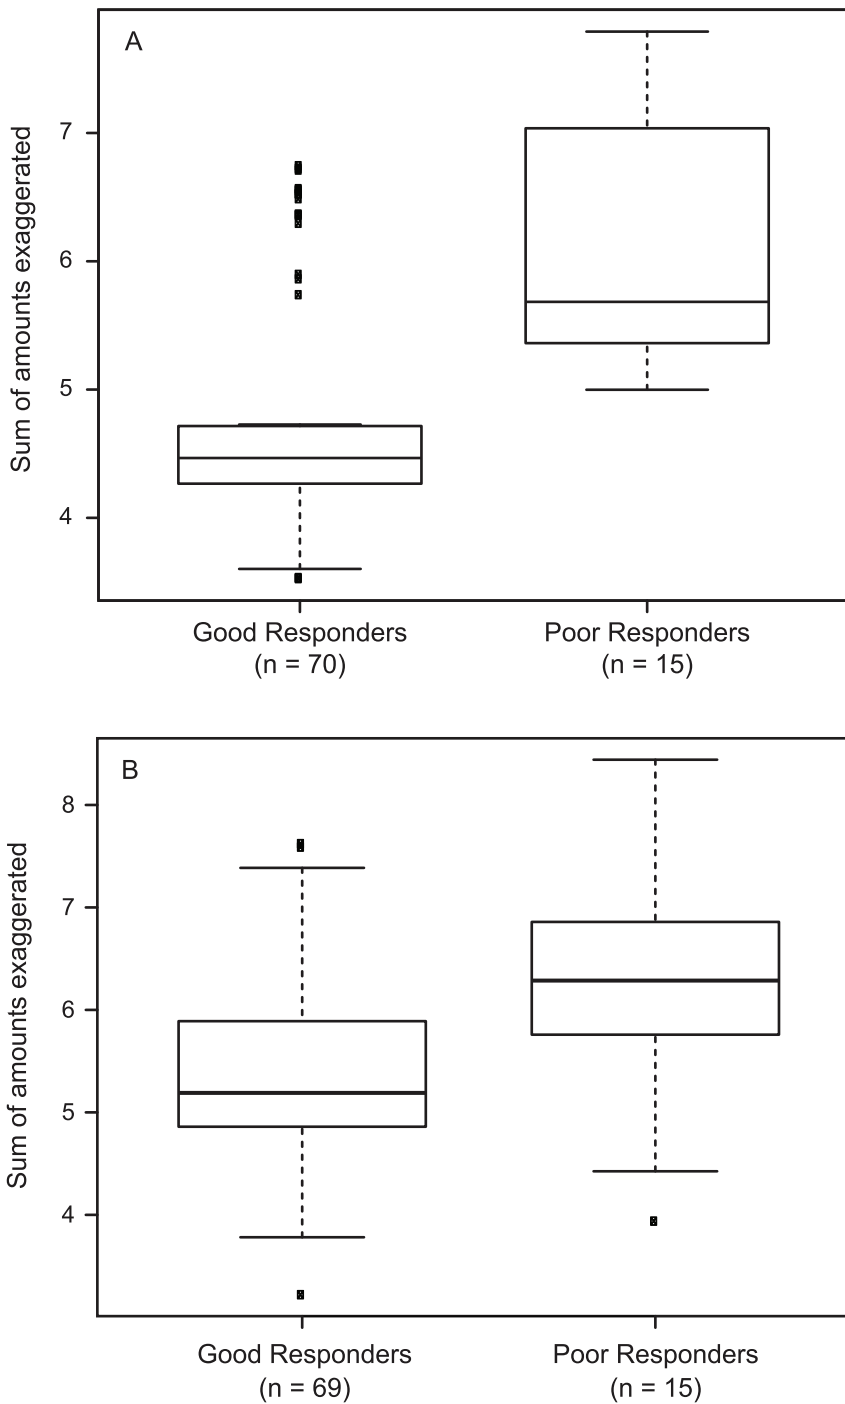 A
Sum of amounts exaggerated
7
6
5
4
Good Responders
(n = 70)
Poor Responders
(n = 15)
B
Sum of amounts exaggerated
8
7
6
5
4
Good Responders
(n = 69)
Poor Responders
(n = 15)